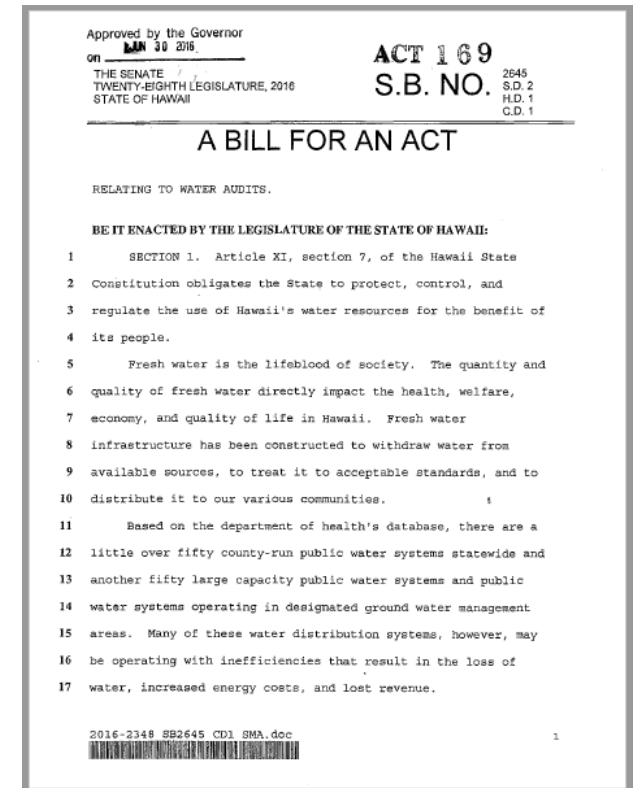 Approved by the Governor
on JUN 30 2016
THE SENATE
TWENTY-EIGHTH LEGISLATURE, 2016
STATE OF HAWAII
ACT 169
S.B. NO. 2645
S.D. 2
H.D. 1
C.D. 1
A BILL FOR AN ACT
RELATING TO WATER AUDITS.
BE IT ENACTED BY THE LEGISLATURE OF THE STATE OF HAWAII:
1 SECTION 1. Article XI, section 7, of the Hawaii State
2 Constitution obligates the State to protect, control, and
3 regulate the use of Hawaii's water resources for the benefit of
4 its people.
5 Fresh water is the lifeblood of society. The quantity and
6 quality of fresh water directly impact the health, welfare,
7 economy, and quality of life in Hawaii. Fresh water
8 infrastructure has been constructed to withdraw water from
9 available sources, to treat it to acceptable standards, and to
10 distribute it to our various communities.
11 Based on the department of health's database, there are a
12 little over fifty county-run public water systems statewide and
13 another fifty large capacity public water systems and public
14 water systems operating in designated ground water management
15 areas. Many of these water distribution systems, however, may
16 be operating with inefficiencies that result in the loss of
17 water, increased energy costs, and lost revenue.
2016-2348 SB2645 CD1 SMA.doc
1